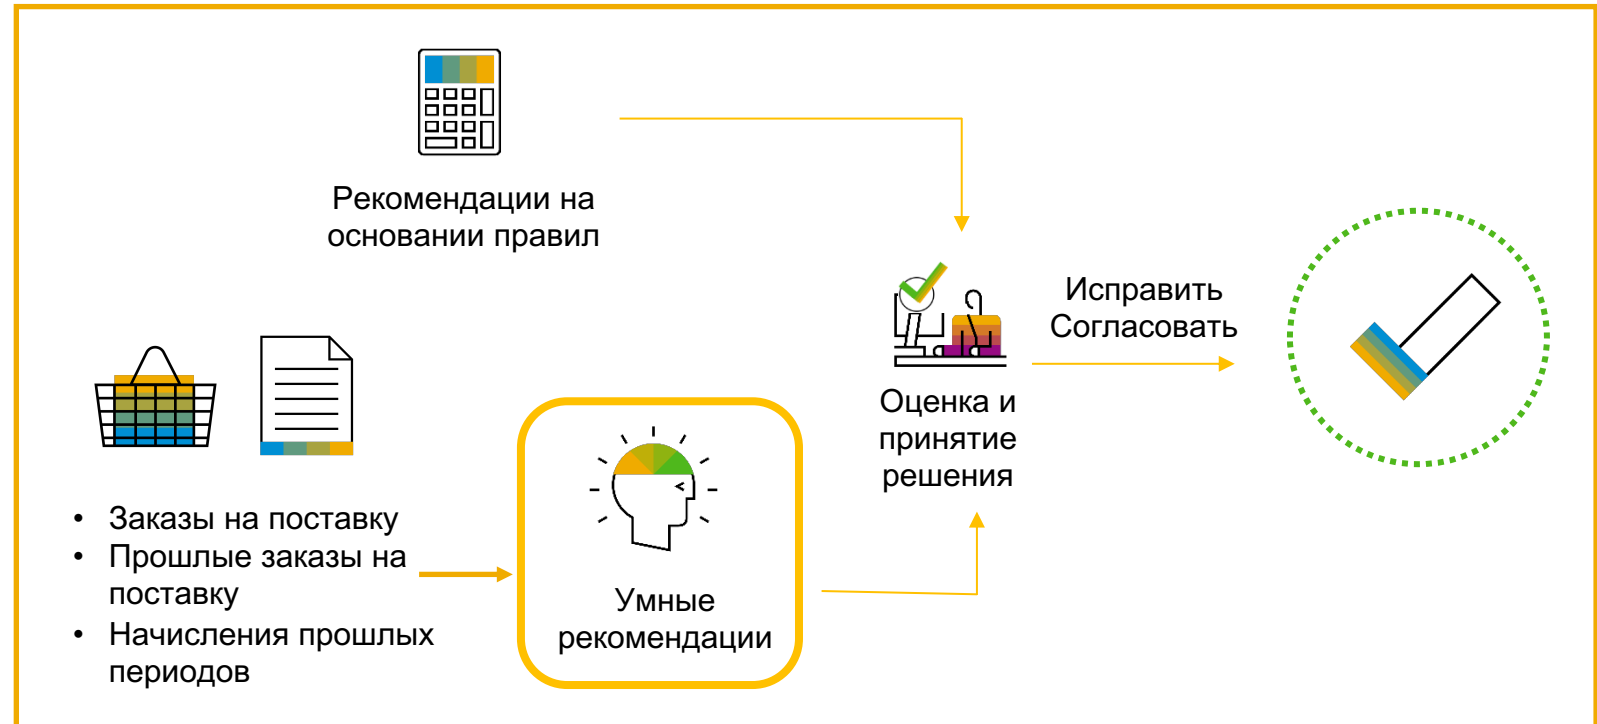 Рекомендации на
основании правил
Исправить
Согласовать
Оценка и
принятие
решения
• Заказы на поставку
• Прошлые заказы на
поставку
• Начисления прошлых
периодов
Умные
рекомендации